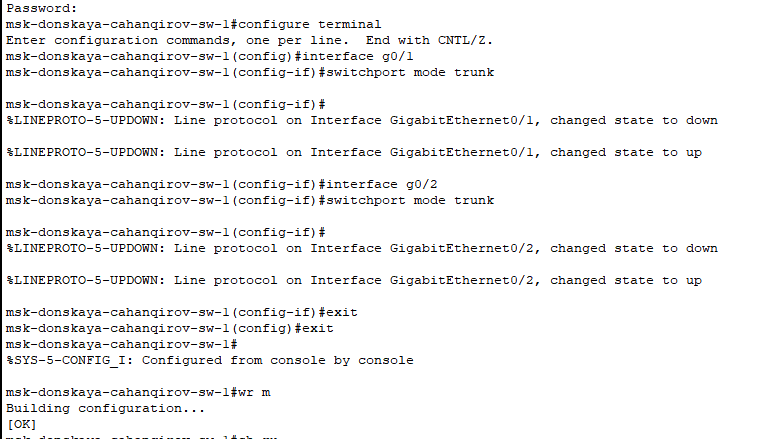 Password:
msk-donskaya-cahanqirov-sw-1#configure terminal
Enter configuration commands, one per line.  End with CNTL/Z.
msk-donskaya-cahanqirov-sw-1(config)#interface g0/1
msk-donskaya-cahanqirov-sw-1(config-if)#switchport mode trunk
msk-donskaya-cahanqirov-sw-1(config-if)#
%LINEPROTO-5-UPDOWN: Line protocol on Interface GigabitEthernet0/1, changed state to down
%LINEPROTO-5-UPDOWN: Line protocol on Interface GigabitEthernet0/1, changed state to up
msk-donskaya-cahanqirov-sw-1(config-if)#interface g0/2
msk-donskaya-cahanqirov-sw-1(config-if)#switchport mode trunk
msk-donskaya-cahanqirov-sw-1(config-if)#
%LINEPROTO-5-UPDOWN: Line protocol on Interface GigabitEthernet0/2, changed state to down
%LINEPROTO-5-UPDOWN: Line protocol on Interface GigabitEthernet0/2, changed state to up
msk-donskaya-cahanqirov-sw-1(config-if)#exit
msk-donskaya-cahanqirov-sw-1(config)#exit
msk-donskaya-cahanqirov-sw-1#
%SYS-5-CONFIG_I: Configured from console by console
msk-donskaya-cahanqirov-sw-1#wr m
Building configuration...
[OK]